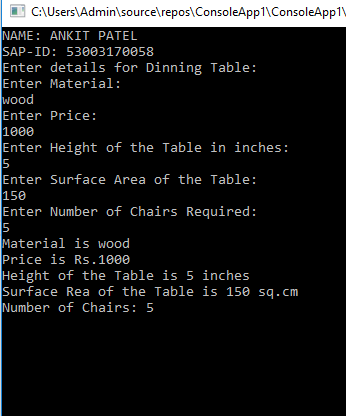 C:\Users\Admin\source\repos\ConsoleApp1\ConsoleApp1\
NAME: ANKIT PATEL
SAP-ID: 53003170058
Enter details for Dinning Table:
Enter Material:
wood
Enter Price:
1000
Enter Height of the Table in inches:
5
Enter Surface Area of the Table:
150
Enter Number of Chairs Required:
5
Material is wood
Price is Rs.1000
Height of the Table is 5 inches
Surface Rea of the Table is 150 sq.cm
Number of Chairs: 5